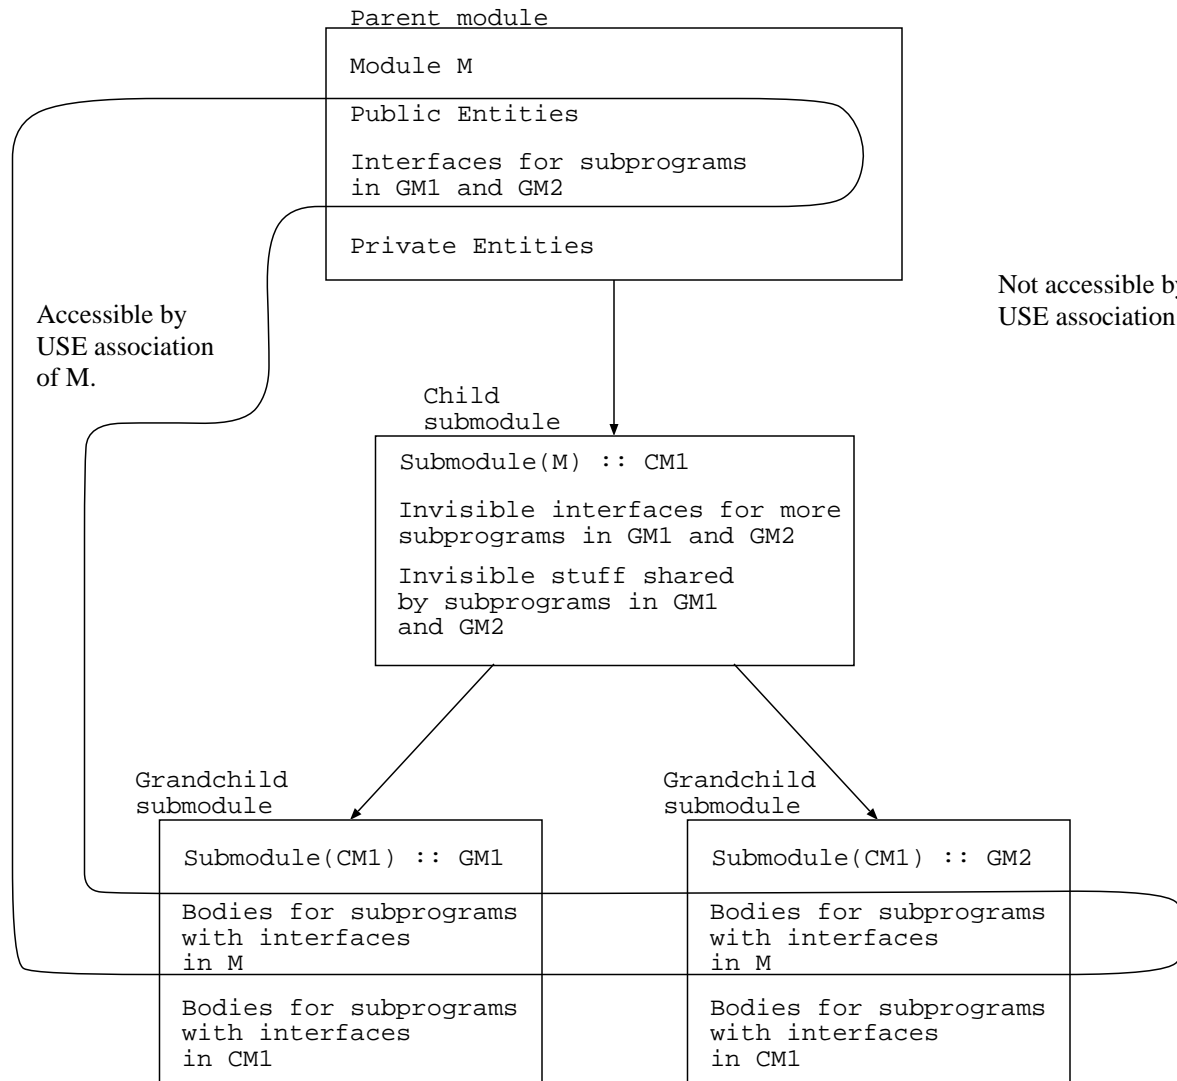 Parent module
Module M
Public Entities
Interfaces for subprograms
in GM1 and GM2
Private Entities
Accessible by
USE association
of M.
Not accessible by
USE association
Child
submodule
Submodule(M) :: CM1
Invisible interfaces for more
subprograms in GM1 and GM2
Invisible stuff shared
by subprograms in GM1
and GM2
Grandchild
submodule
Submodule(CM1) :: GM1
Bodies for subprograms
with interfaces
in M
Bodies for subprograms
with interfaces
in CM1
Grandchild
submodule
Submodule(CM1) :: GM2
Bodies for subprograms
with interfaces
in M
Bodies for subprograms
with interfaces
in CM1